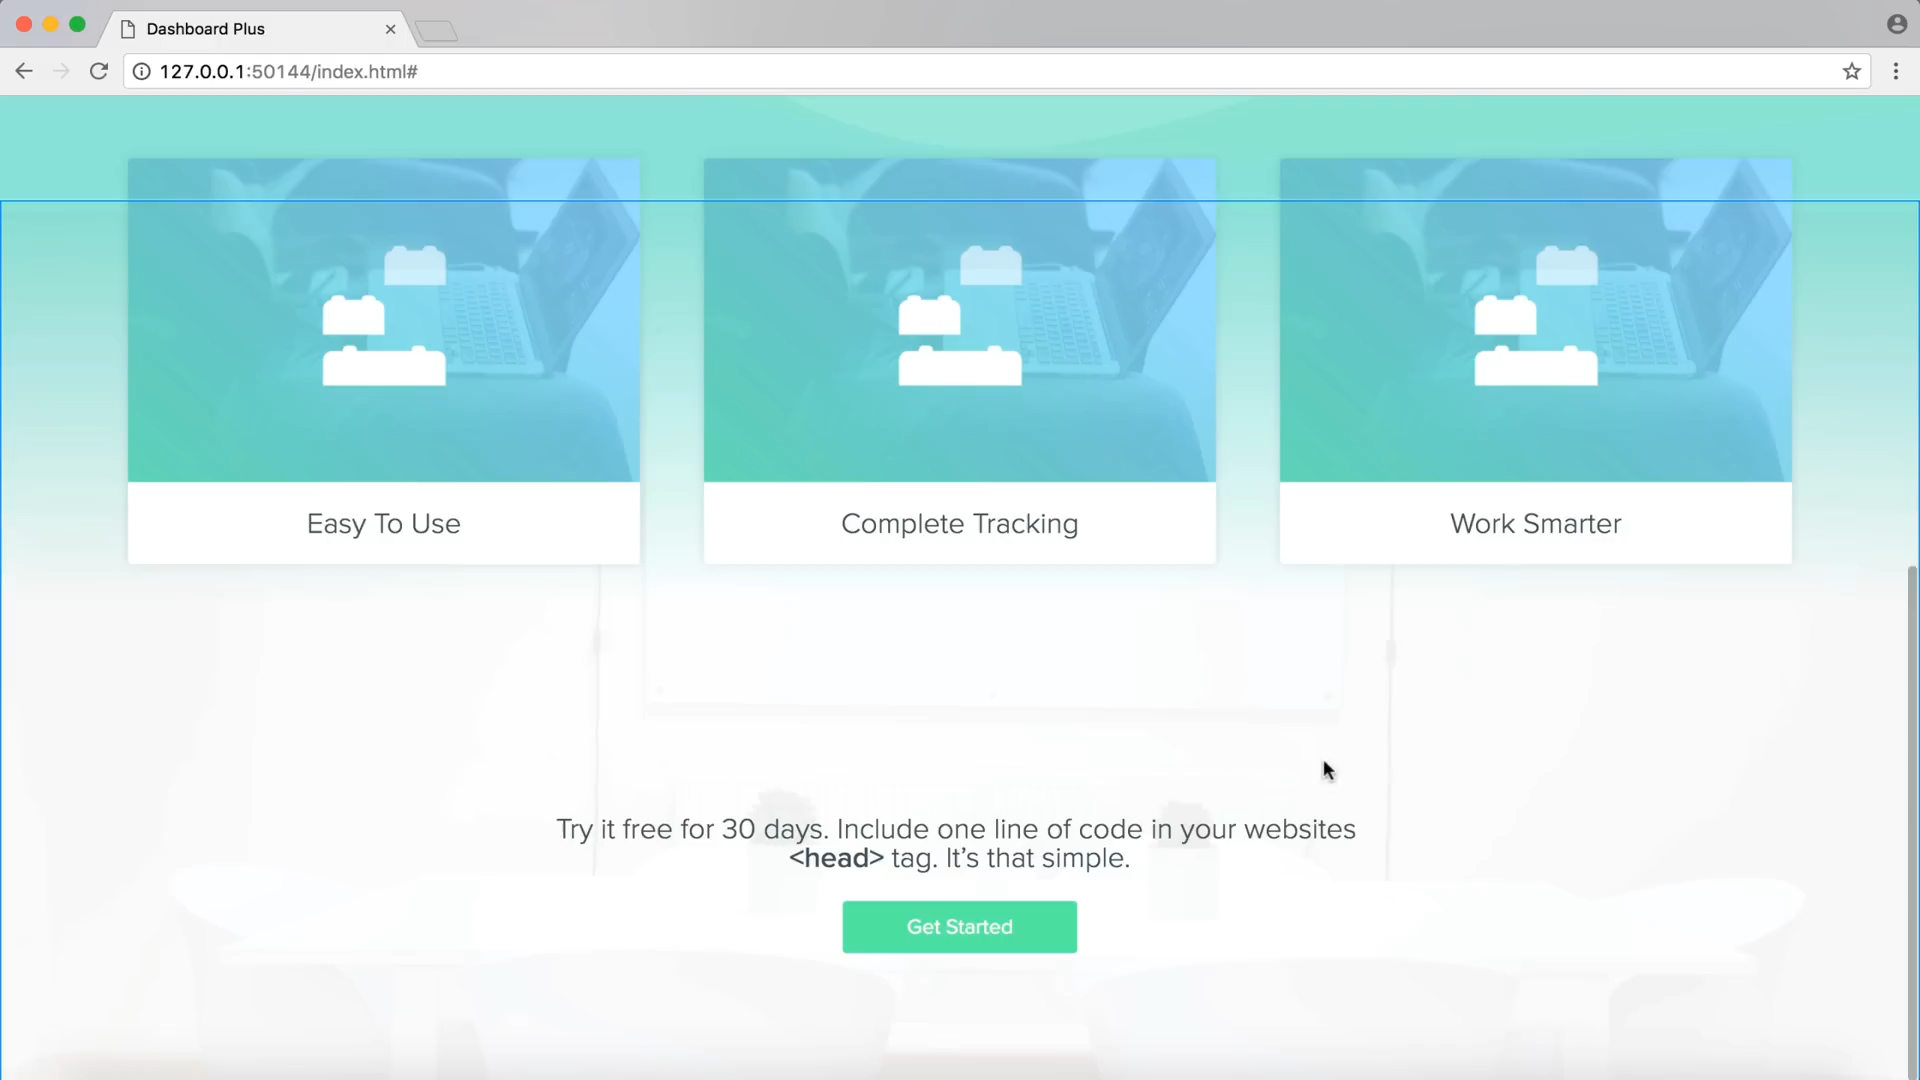 Dashboard Plus
127.0.0.1:50144/index.html#
Easy To Use
Complete Tracking
Work Smarter
Try it free for 30 days. Include one line of code in your websites
<head> tag. It’s that simple.
Get Started